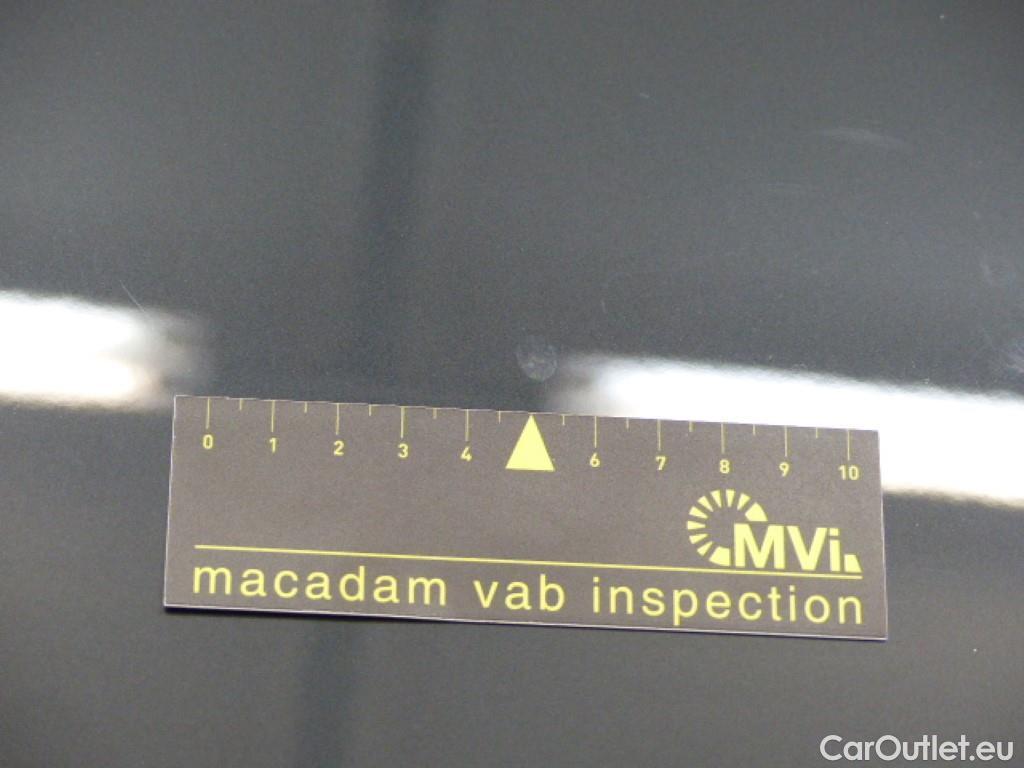 0 1 2 3 4 6 7 8 9 10
MVi
macadam vab inspection
CarOutlet.eu